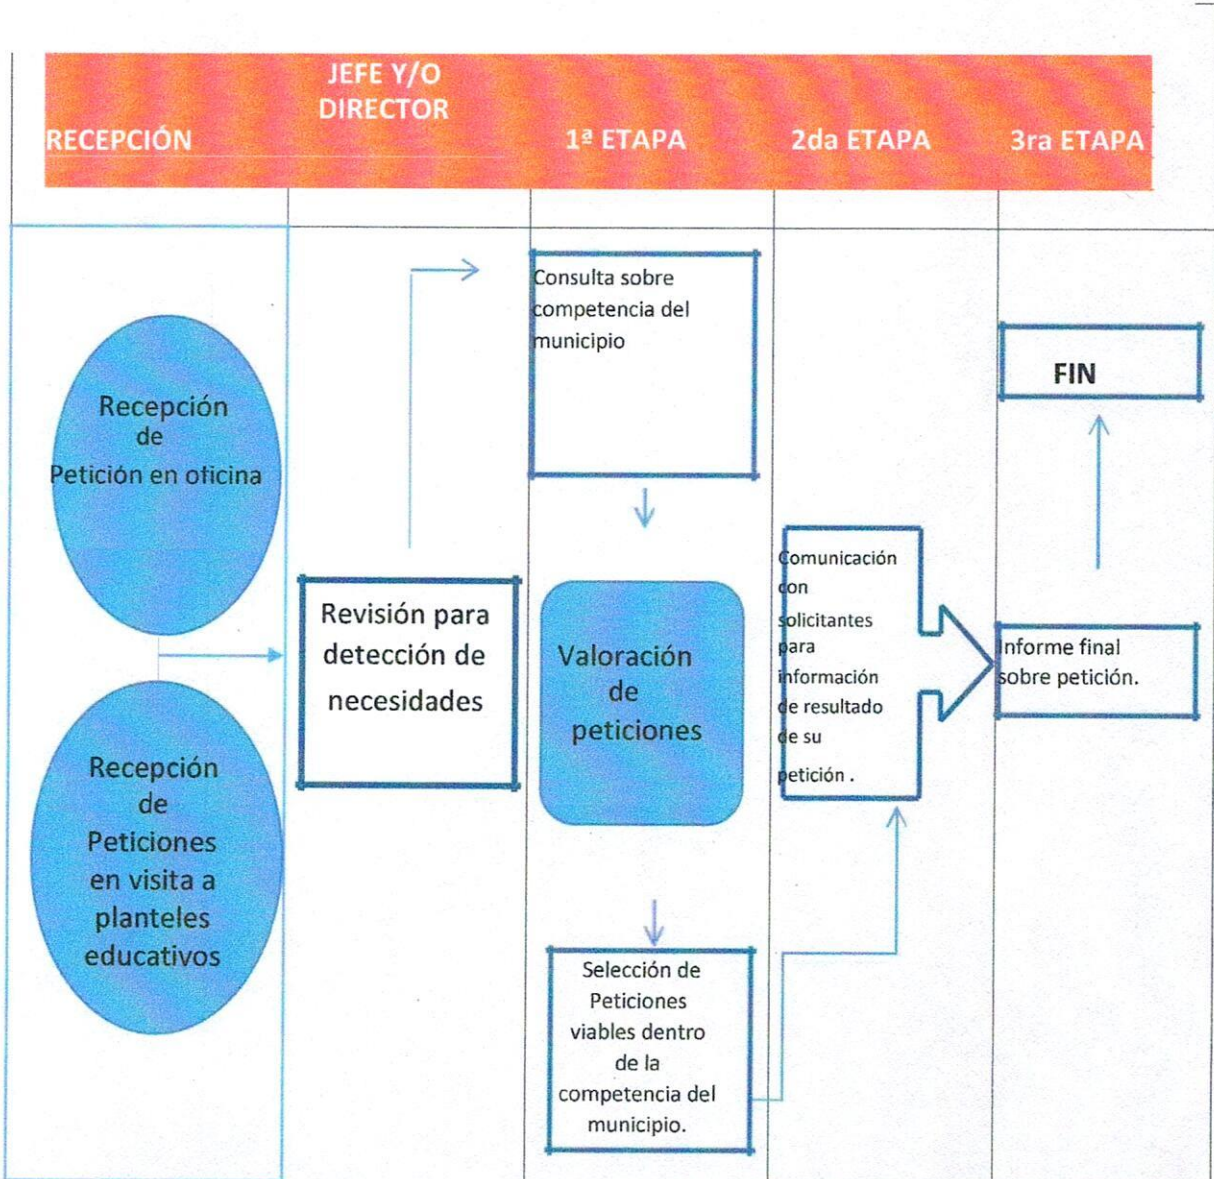 RECEPCIÓN
JEFE Y/O
DIRECTOR
1ª ETAPA
2da ETAPA
3ra ETAPA
Recepción
de
Petición en oficina
Recepción
de
Peticiones
en visita a
planteles
educativos
Revisión para
detección de
necesidades
Consulta sobre
competencia del
municipio
Valoración
de
peticiones
Selección de
Peticiones
viables dentro
de la
competencia del
municipio.
Comunicación
con
solicitantes
para
información
de resultado
de su
petición .
Informe final
sobre petición.
FIN